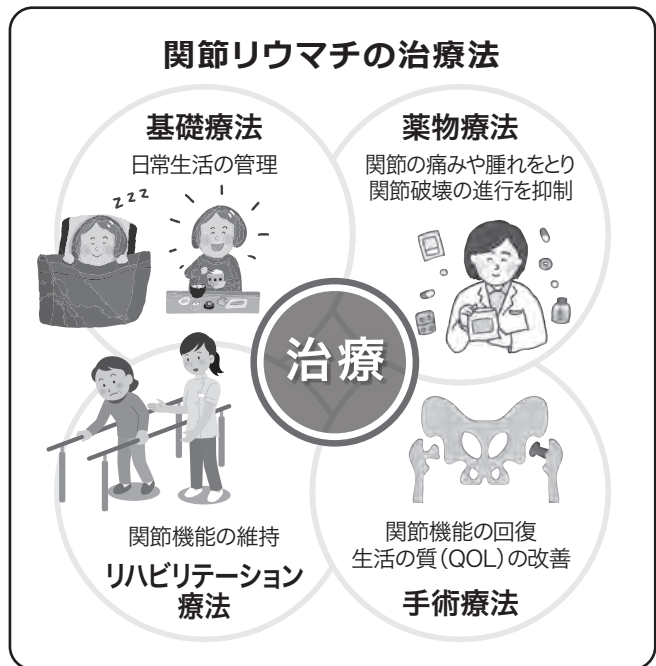 関節リウマチの治療法
基礎療法
日常生活の管理
zzz
薬物療法
関節の痛みや腫れをとり
関節破壊の進行を抑制
治療
関節機能の維持
リハビリテーション
療法
関節機能の回復
生活の質(QOL)の改善
手術療法